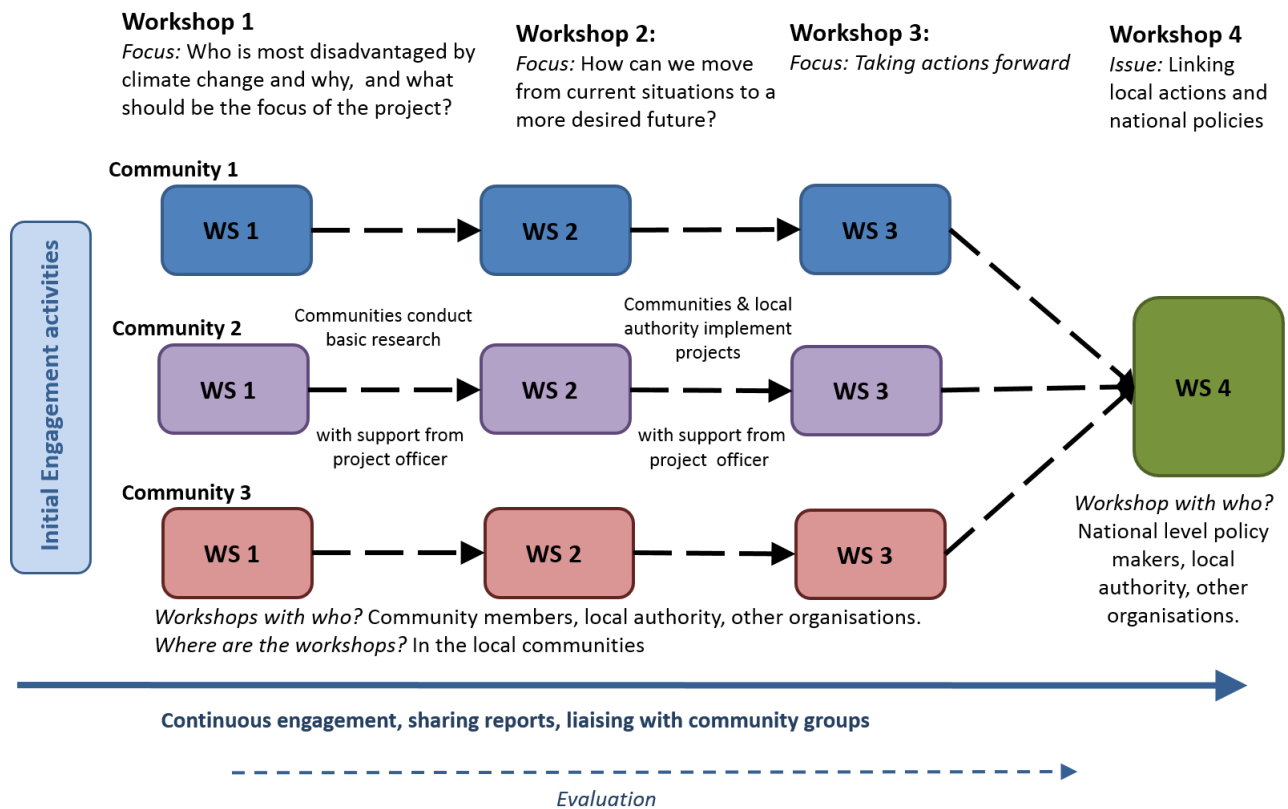 Workshop 1
Focus: Who is most disadvantaged by
climate change and why, and what
should be the focus of the project?
Workshop 2:
Focus: How can we move
from current situations to a
more desired future?
Workshop 3:
Focus: Taking actions forward
Workshop 4
Issue: Linking
local actions and
national policies
Initial Engagement activities
Community 1
WS 1
WS 2
WS 3
Communities conduct
basic research
Communities & local
authority implement
projects
Community 2
WS 1
WS 2
WS 3
WS 4
with support from
project officer
with support from
project officer
Community 3
WS 1
WS 2
WS 3
Workshops with who? Community members, local authority, other organisations.
Where are the workshops? In the local communities
Workshop with who?
National level policy
makers, local
authority, other
organisations.
Continuous engagement, sharing reports, liaising with community groups
Evaluation